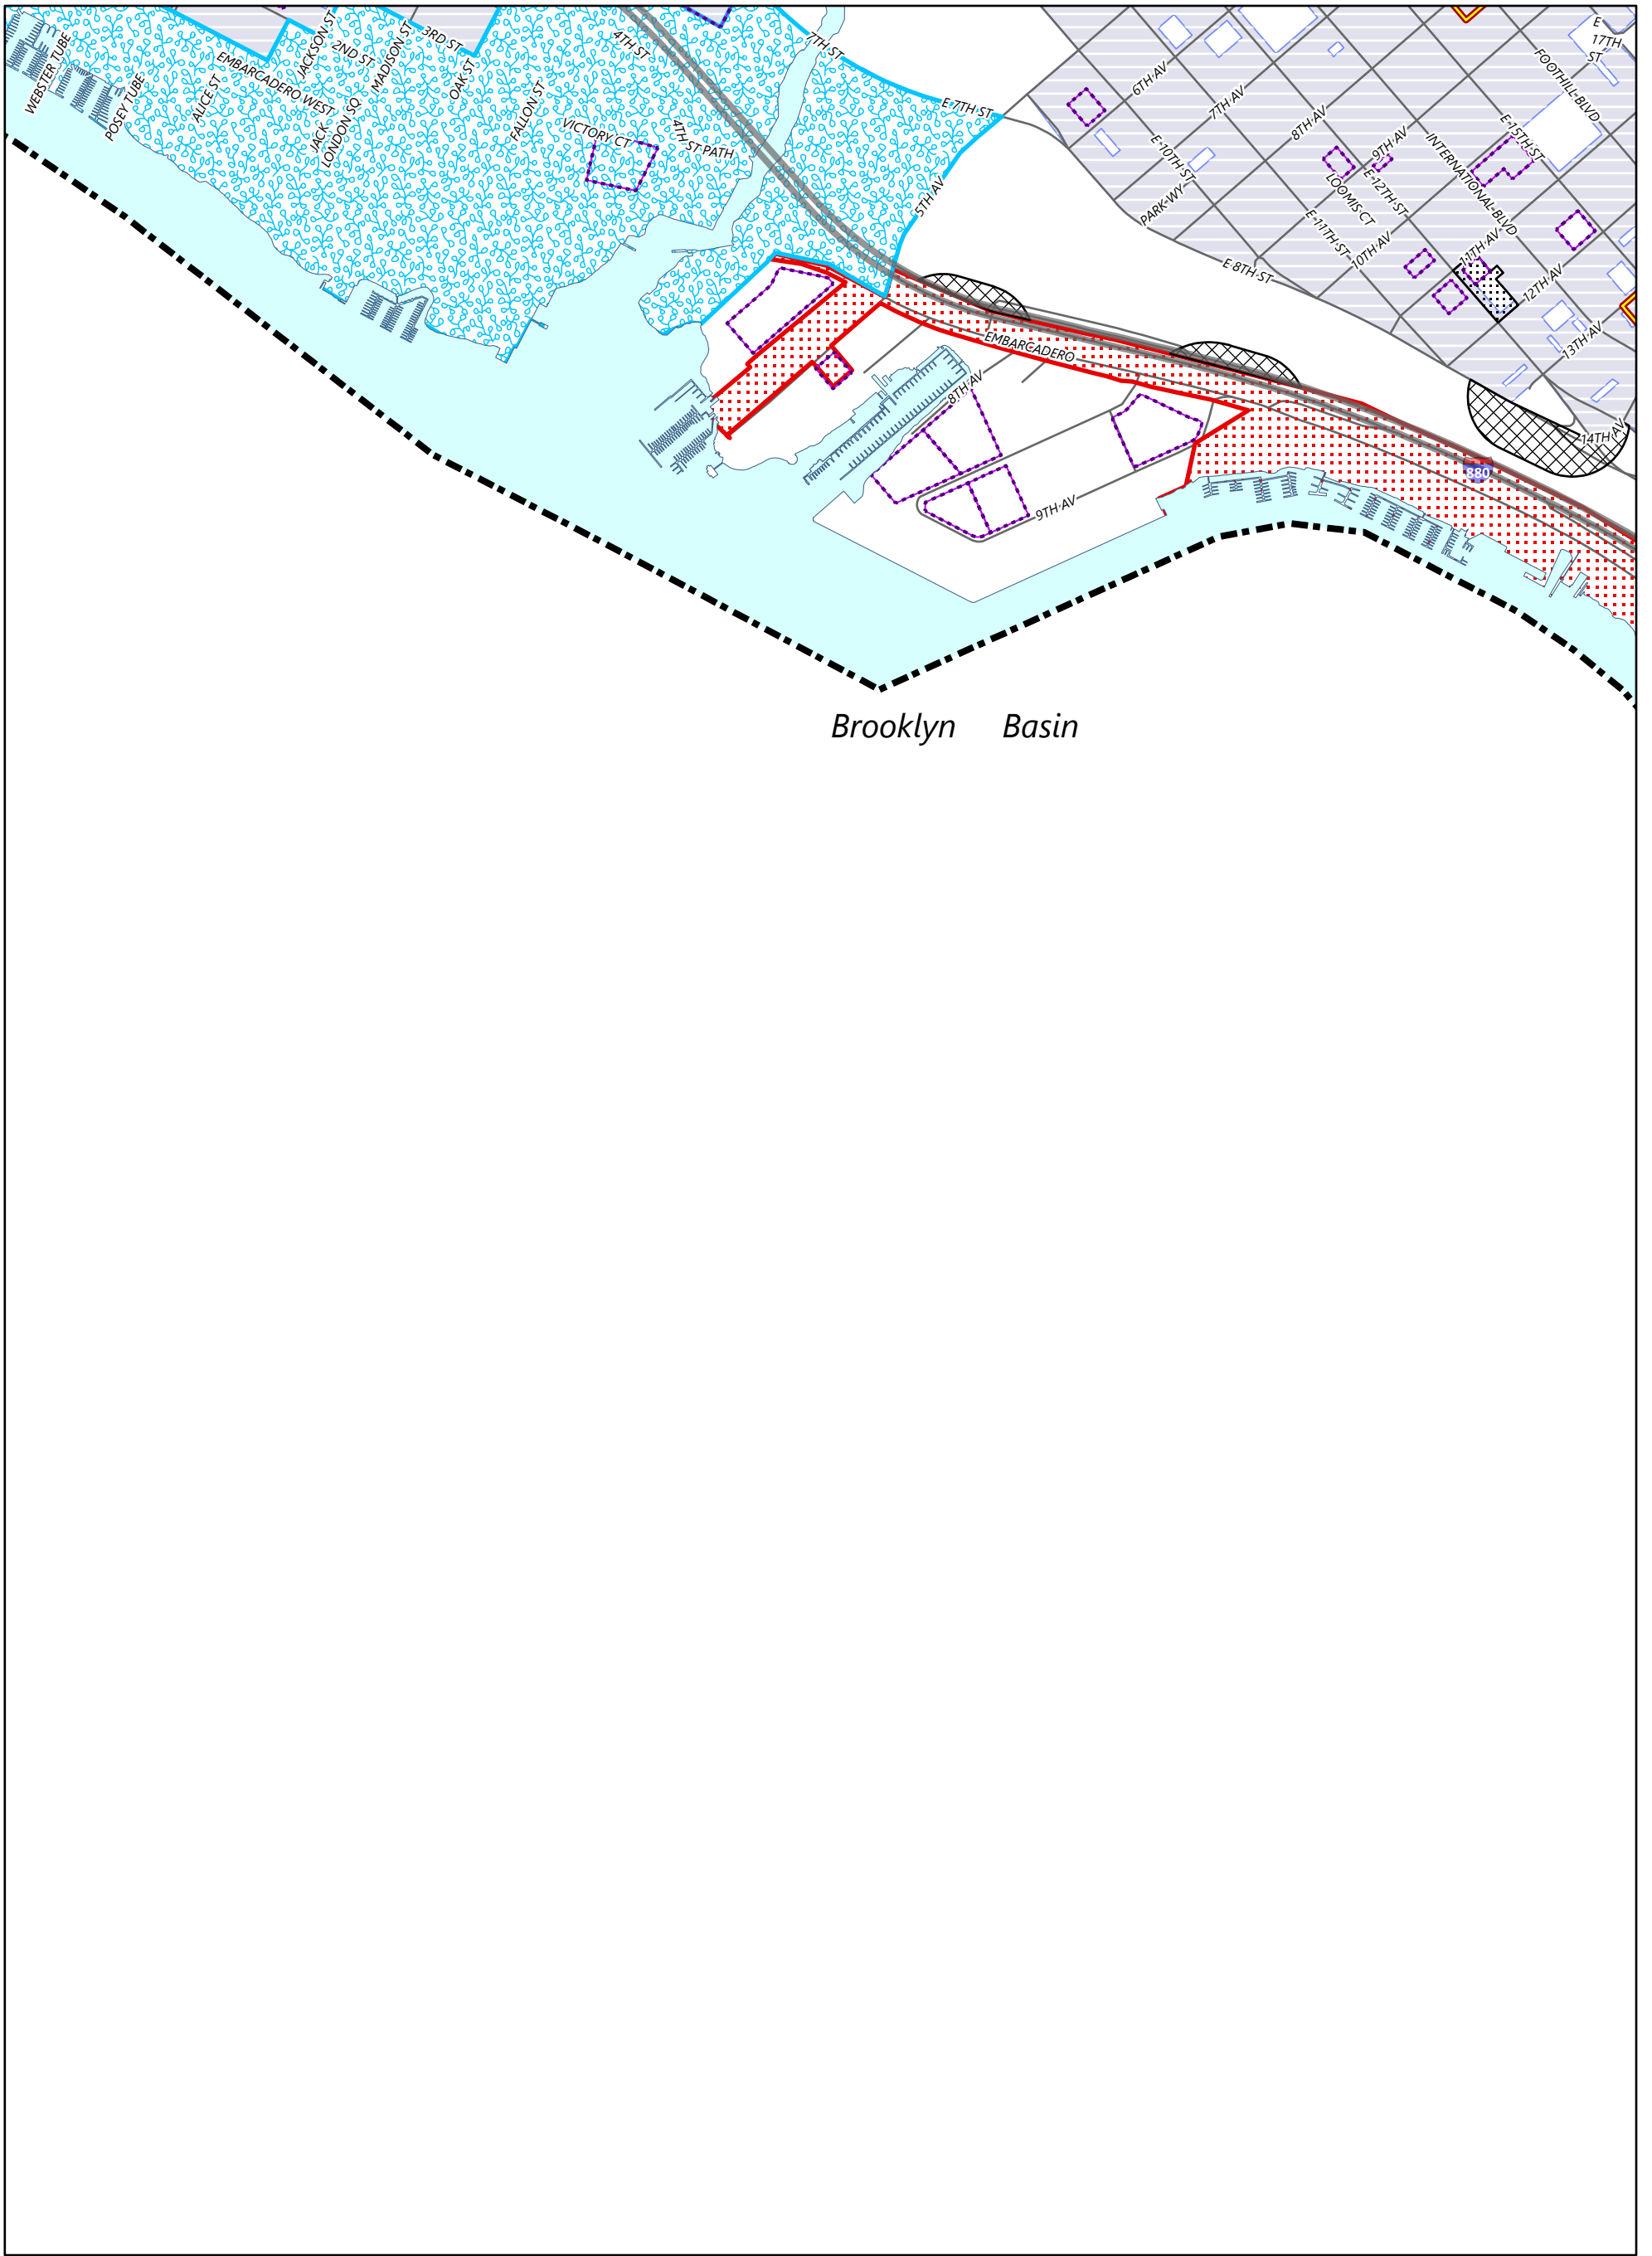 WEBSTER TUBE
POSEY TUBE
ALICE ST
EMBARCADERO WEST
JACKSON ST
2ND ST
JACK
LONDON SQ
MADISON ST
3RD ST
OAK ST
FALLON ST
VICTORY CT
4TH ST
4TH ST PATH
7TH ST
E 7TH ST
5TH AV
6TH AV
7TH AV
8TH AV
9TH AV
E 10TH ST
PARK WY
E 8TH ST
LOOMIS CT
E 11TH ST
E 12TH ST
10TH AV
INTERNATIONAL BLVD
E 15TH ST
FOOTHILL BLVD
E
17TH
ST
11TH AV
12TH AV
13TH AV
14TH AV
EMBARCADERO
8TH AV
9TH AV
880
Brooklyn Basin